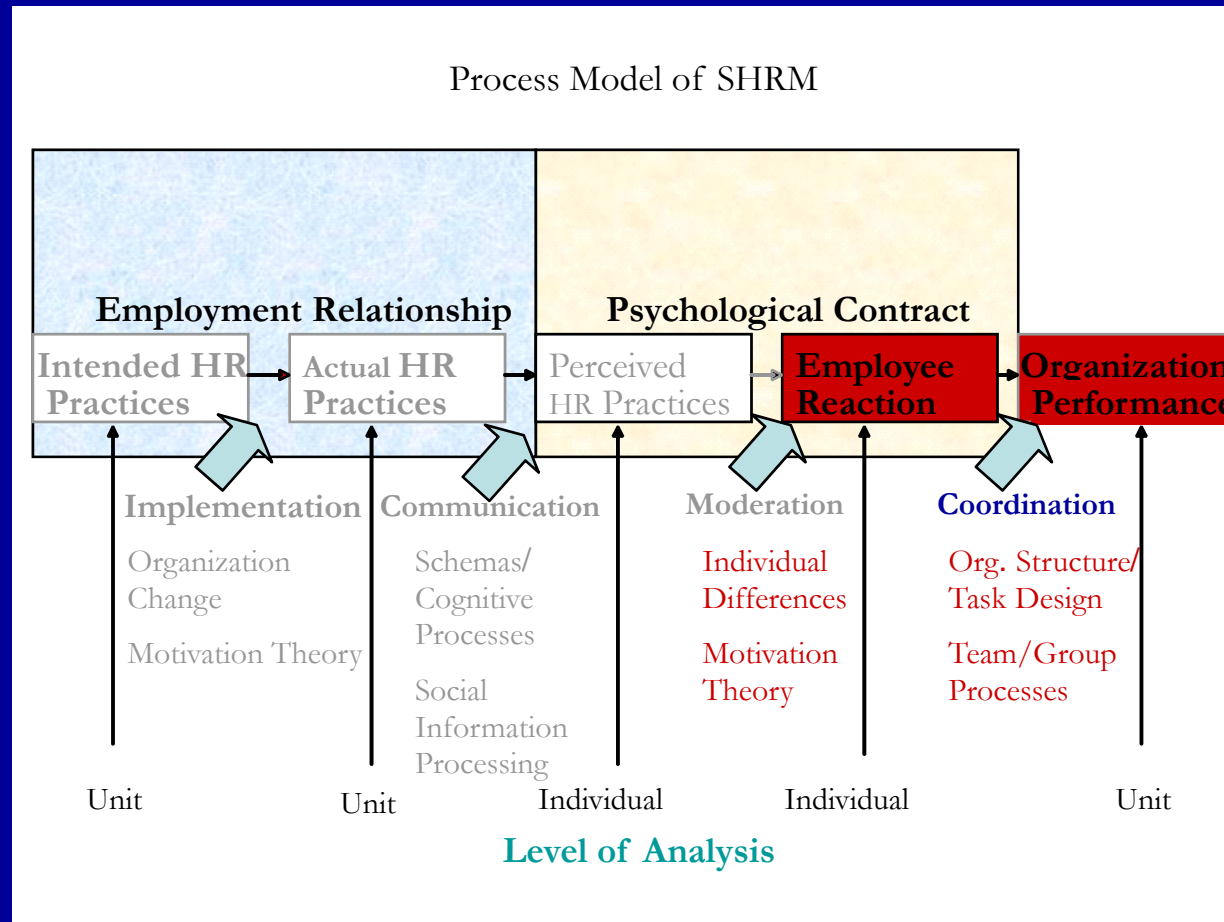 Process Model of SHRM
Employment Relationship
Psychological Contract
Intended HR
Practices
Actual HR
Practices
Perceived
HR Practices
Employee
Reaction
Organization
Performance
Implementation
Organization
Change
Motivation Theory
Communication
Schemas/
Cognitive
Processes
Social
Information
Processing
Moderation
Individual
Differences
Motivation
Theory
Coordination
Org. Structure/
Task Design
Team/Group
Processes
Unit
Unit
Individual
Individual
Unit
Level of Analysis